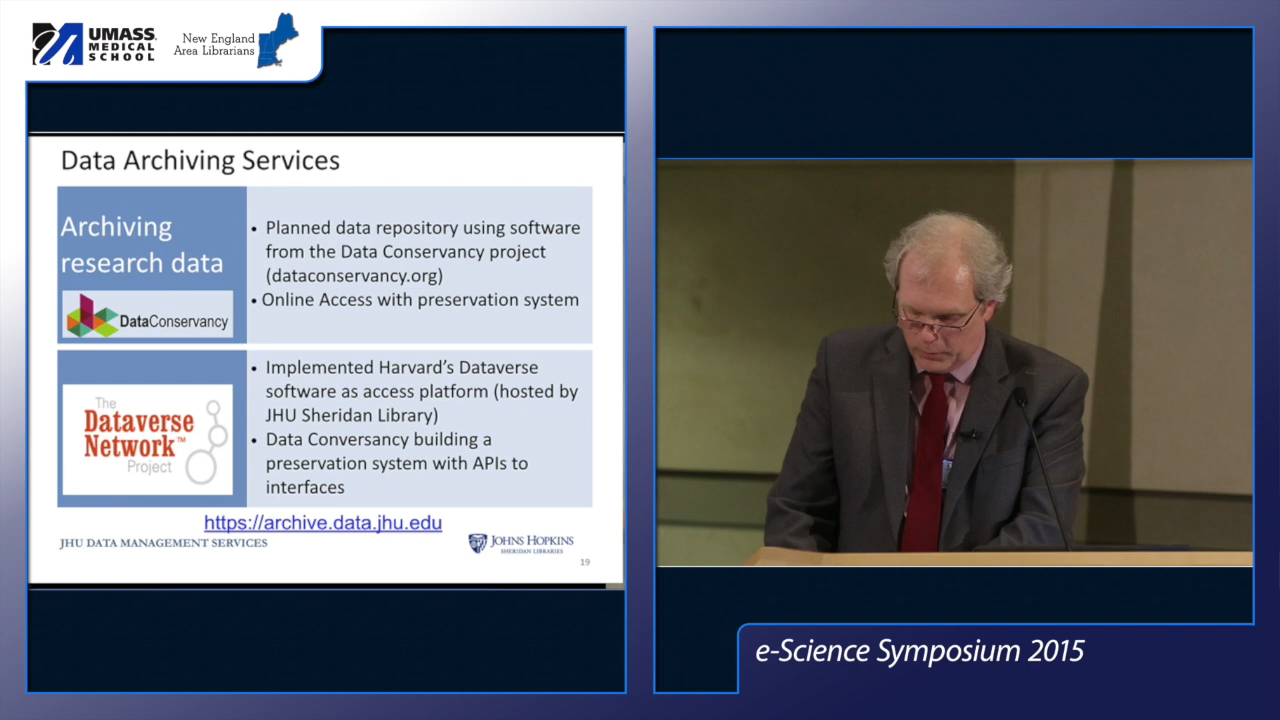 UMASS
MEDICAL
SCHOOL
New England
Area Librarians
Data Archiving Services
Archiving
research data
DataConservancy
• Planned data repository using software
from the Data Conservancy project
(dataconservancy.org)
• Online Access with preservation system
The
Dataverse
Network™
Project
• Implemented Harvard's Dataverse
software as access platform (hosted by
JHU Sheridan Library)
• Data Conversancy building a
preservation system with APIs to
interfaces
https://archive.data.jhu.edu
JHU DATA MANAGEMENT SERVICES
JOHNS HOPKINS
SHERIDAN LIBRARIES
19
e-Science Symposium 2015